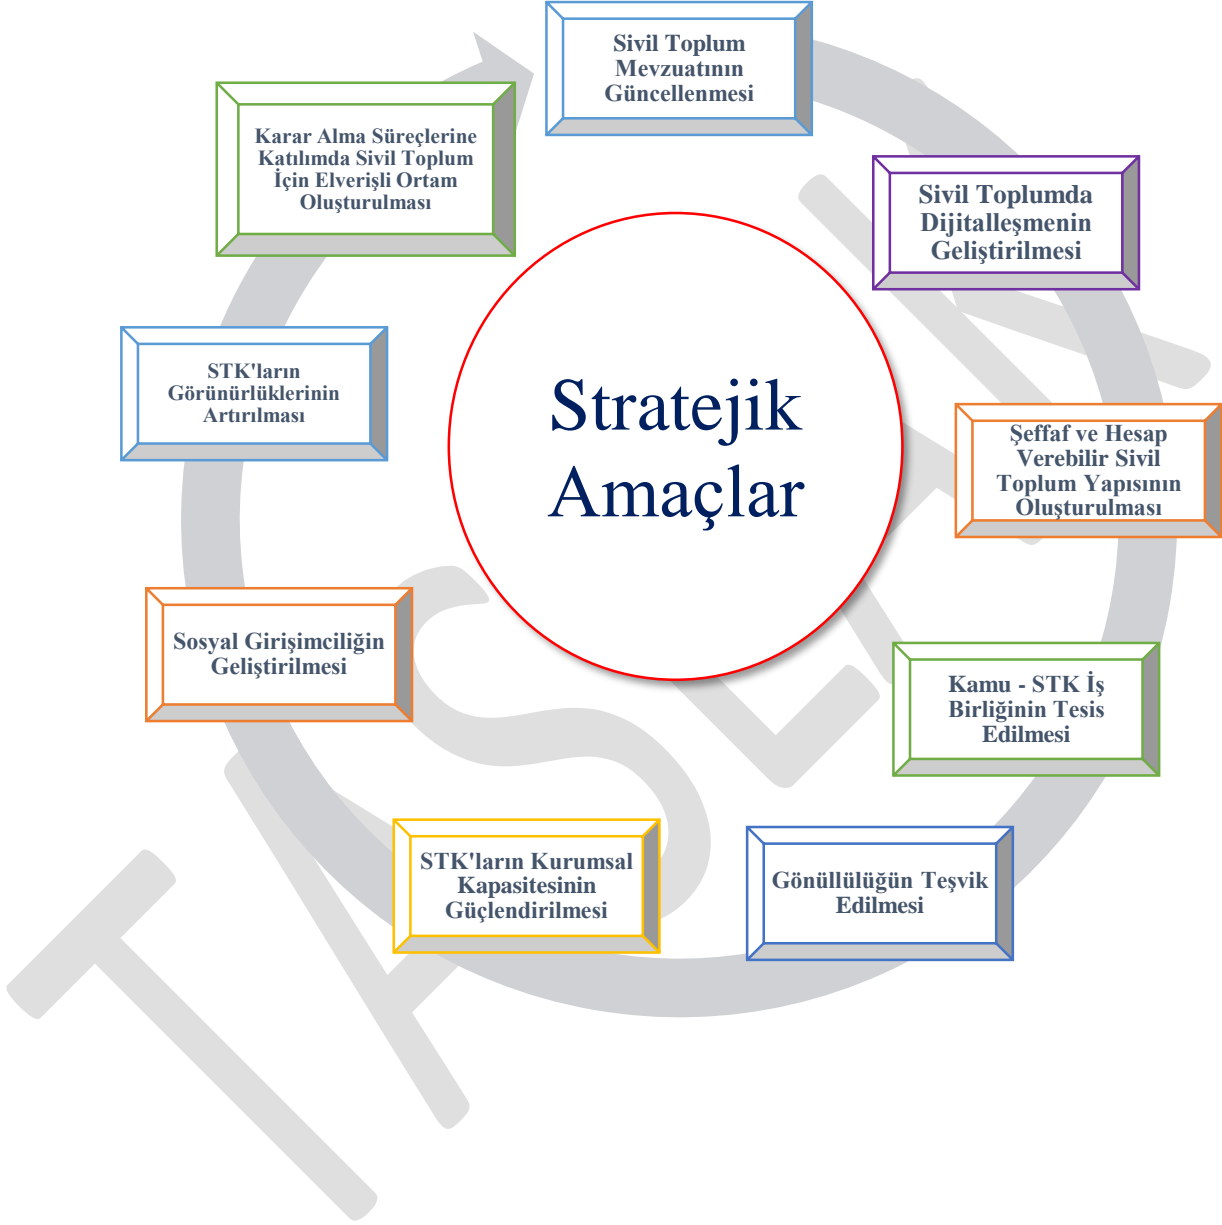 Sivil Toplum
Mevzuatının
Güncellenmesi
Sivil Toplumda
Dijitalleşmenin
Geliştirilmesi
Şeffaf ve Hesap
Verebilir Sivil
Toplum Yapısının
Oluşturulması
Kamu - STK İş
Birliğinin Tesis
Edilmesi
Gönüllülüğün Teşvik
Edilmesi
STK'ların Kurumsal
Kapasitesinin
Güçlendirilmesi
Sosyal Girişimciliğin
Geliştirilmesi
STK'ların
Görünürlüklerinin
Artırılması
Karar Alma Süreçlerine
Katılımda Sivil Toplum
İçin Elverişli Ortam
Oluşturulması
Stratejik
Amaçlar
TASLAK